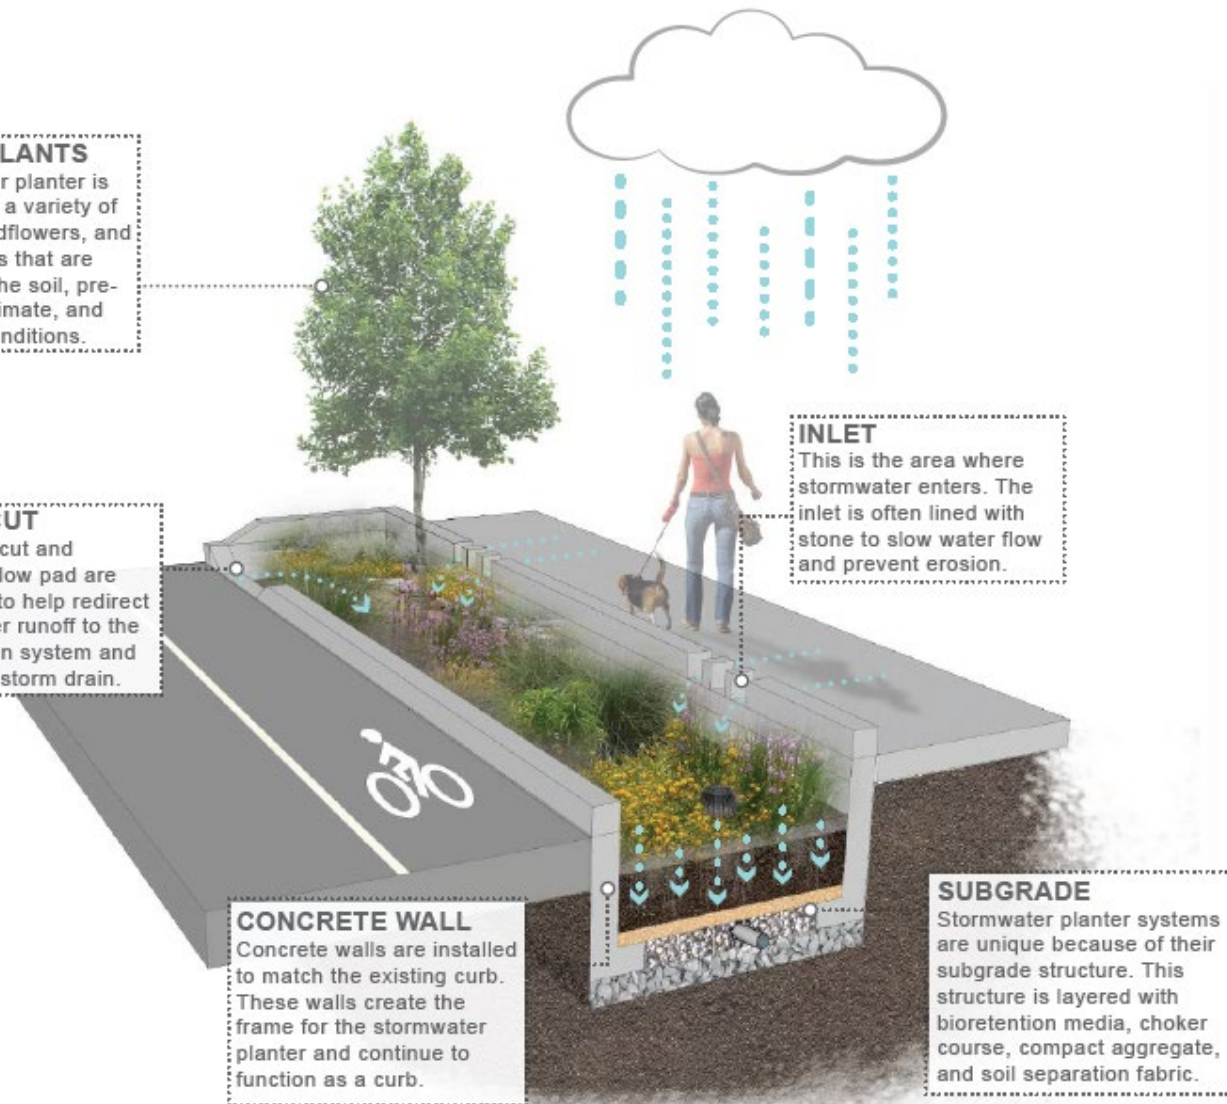 LANTS
r planter is
a variety of
dflowers, and
s that are
he soil, pre-
imate, and
nditions.
INLET
This is the area where
stormwater enters. The
inlet is often lined with
stone to slow water flow
and prevent erosion.
UT
cut and
low pad are
to help redirect
er runoff to the
n system and
storm drain.
CONCRETE WALL
Concrete walls are installed
to match the existing curb.
These walls create the
frame for the stormwater
planter and continue to
function as a curb.
SUBGRADE
Stormwater planter systems
are unique because of their
subgrade structure. This
structure is layered with
bioretention media, choker
course, compact aggregate,
and soil separation fabric.